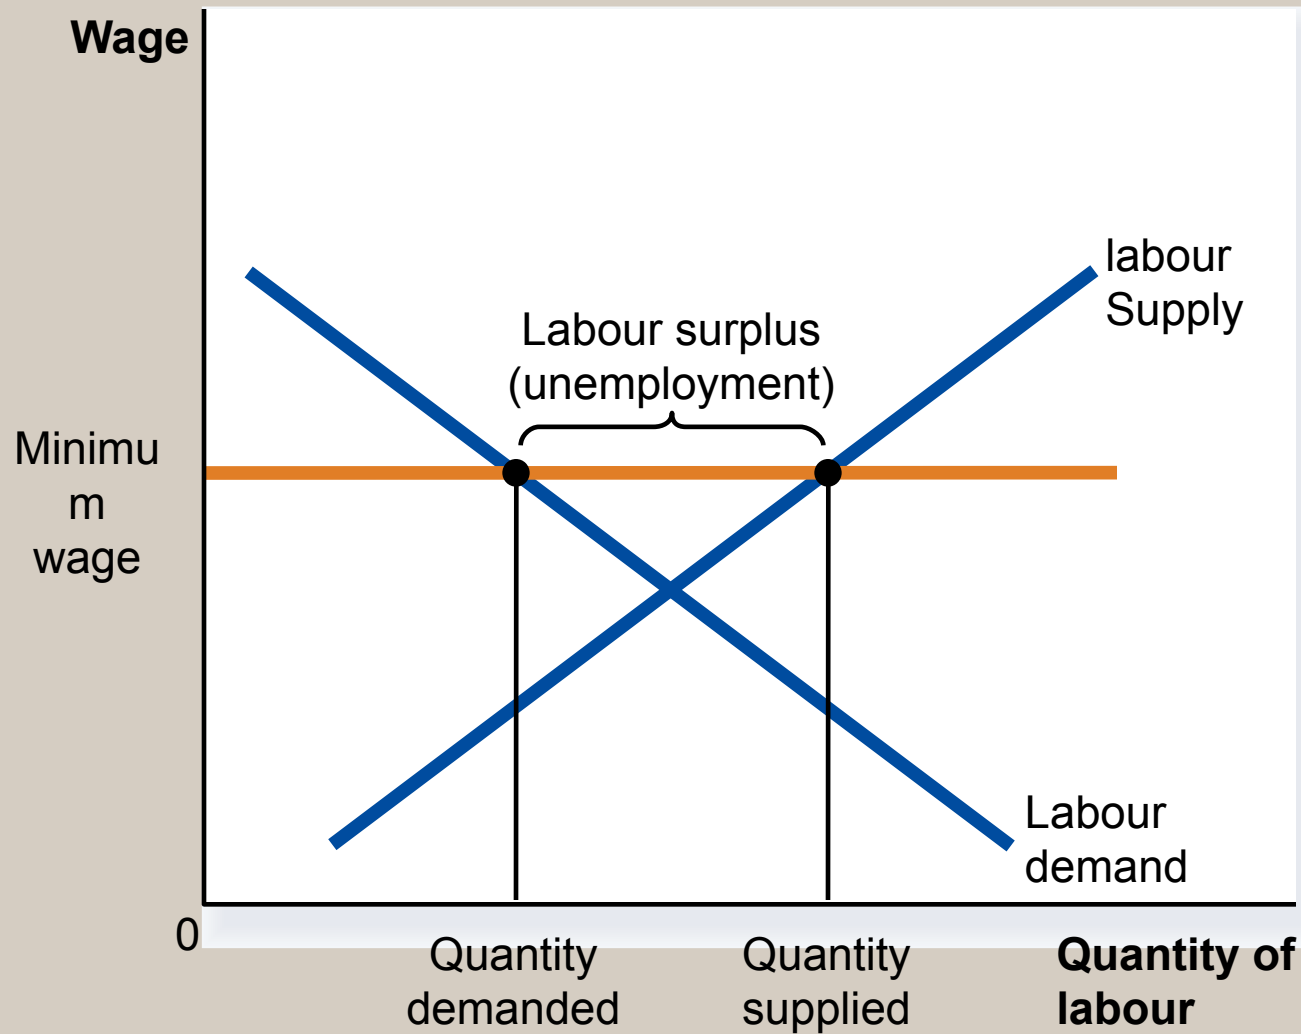 Wage
labour
Supply
Labour surplus
(unemployment)
Minimu
m
wage
Labour
demand
0
Quantity
demanded
Quantity
supplied
Quantity of
labour